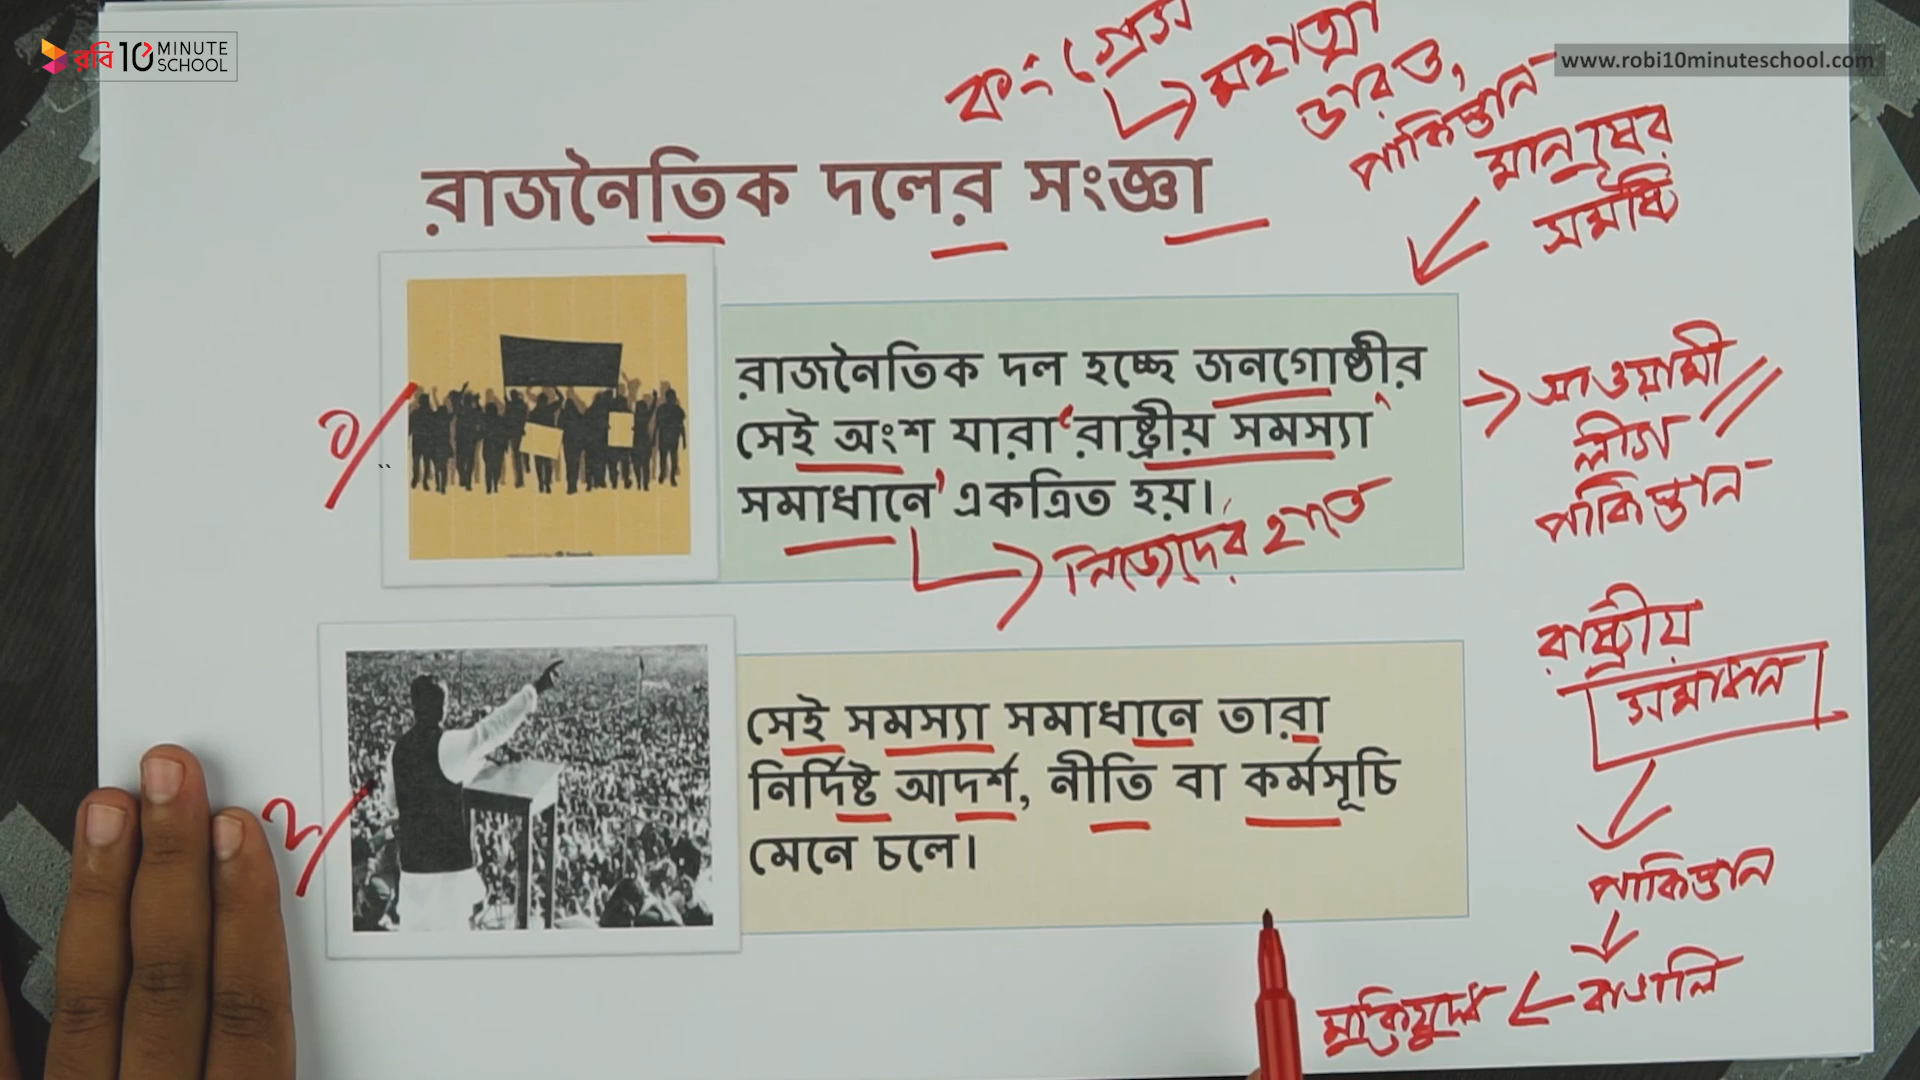 রবি 10 MINUTE SCHOOL
www.robi10minuteschool.com
কংগ্রেস
মহাত্মা
ভারত,
পাকিস্তান
মানুষের
সমষ্টি
রাজনৈতিক দলের সংজ্ঞা
১/
রাজনৈতিক দল হচ্ছে জনগোষ্ঠীর
সেই অংশ যারা ‘রাষ্ট্রীয় সমস্যা
সমাধানে’ একত্রিত হয়।
নিজেদের হাতে
আওয়ামী
লীগ
পাকিস্তান
রাষ্ট্রীয়
সমাধান
পাকিস্তান
বাঙালি
মুক্তিযুদ্ধ
২/
সেই সমস্যা সমাধানে তারা
নির্দিষ্ট আদর্শ, নীতি বা কর্মসূচি
মেনে চলে।